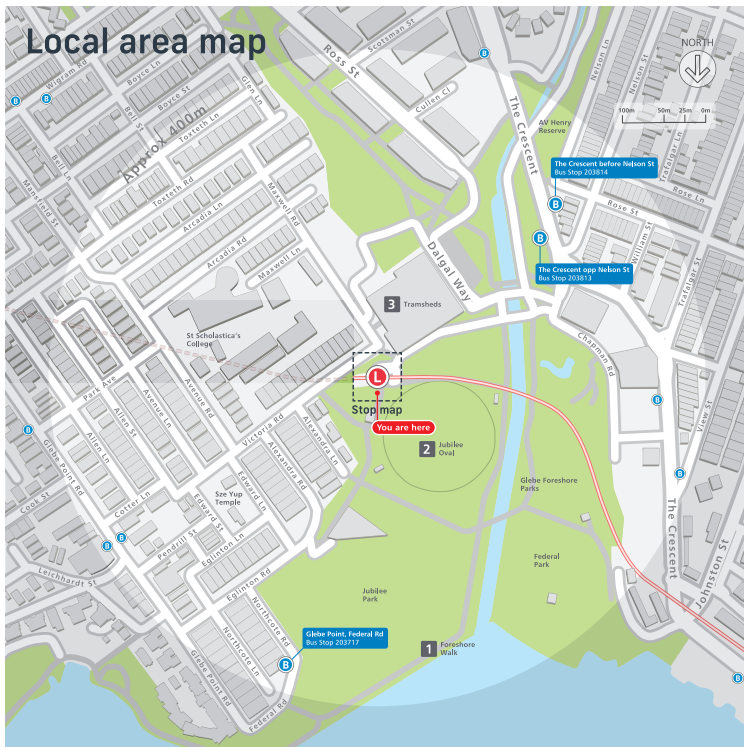 Local area map
Ross St
Scotsman St
NORTH
Nelson Ln
Nelson St
Wigram Rd
Boyce Ln
Boyce St
Glen Ln
Bell St
Toxteth Ln
Cullen Cl
The Crescent
100m 50m 25m 0m
AV Henry
Reserve
Trafalgar Ln
Approx 400m
Bell Ln
The Crescent before Nelson St
Bus Stop 203814
Mansfield St
Toxteth Rd
Arcadia Ln
Maxwell Rd
Rose Ln
Rose St
B
William St
Arcadia Rd
Maxwell Ln
Dalgal Way
B
Trafalgar St
The Crescent opp Nelson St
Bus Stop 203813
3 Tramsheds
St Scholastica's
College
Chapman Rd
Park Ave
L
Stop map
You are here
Avenue Ln
Avenue Rd
Allen St
Allen Ln
Victoria Rd
Alexandra Ln
Alexandra Rd
View St
2 Jubilee
Oval
Glebe Point Rd
Cotter Ln
Edward Ln
Edward St
Sze Yup
Temple
Glebe Foreshore
Parks
Cook St
The Crescent
Johnston St
Pendrill St
Eglinton Ln
Federal
Park
Leichhardt St
Eglinton Rd
Jubilee
Park
Northcote Rd
Northcote Ln
Glebe Point, Federal Rd
Bus Stop 203717
B
1 Foreshore
Walk
Glebe Point Rd
Federal Rd